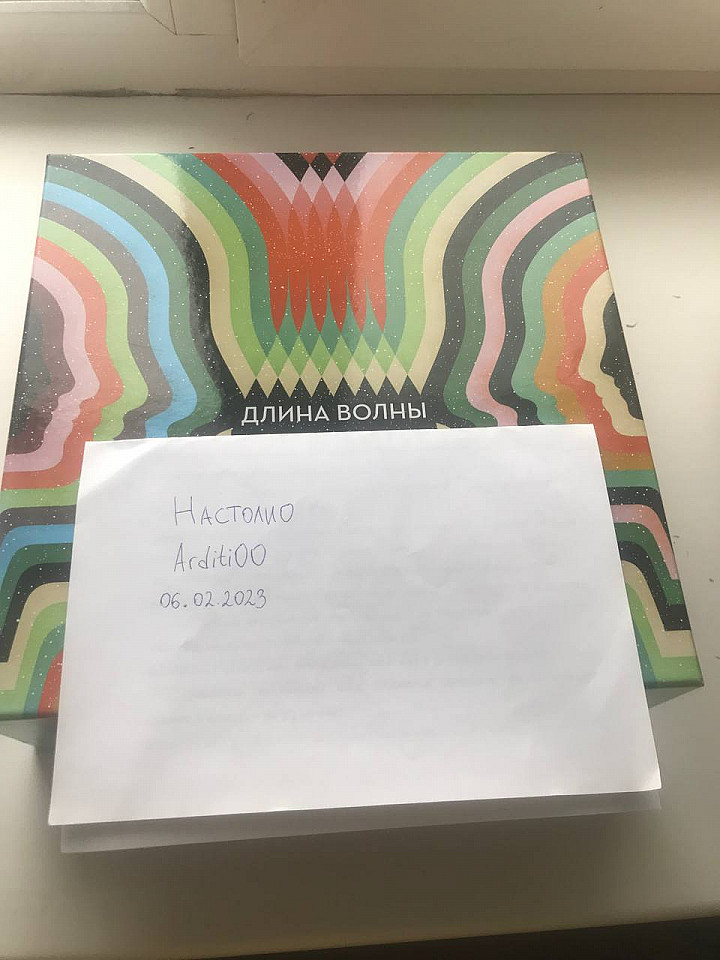 ДЛИНА ВОЛНЫ
Настолио
Arditi00
06.02.2023